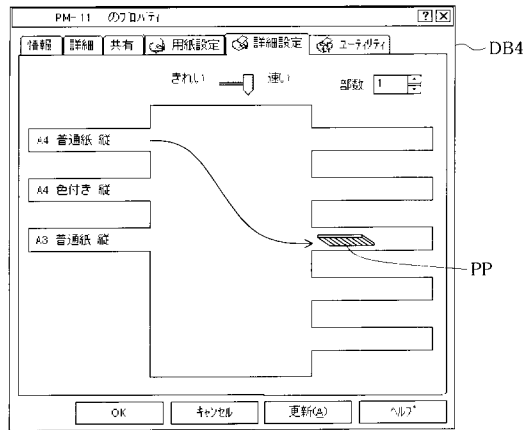 PM-11 のプロパティ
情報 詳細 共有 用紙設定 詳細設定 ユーティリティ
DB4
きれい 速い 部数 1
A4 普通紙 縦
A4 色付き 縦
A3 普通紙 縦
PP
OK キャンセル 更新(A) ヘルプ